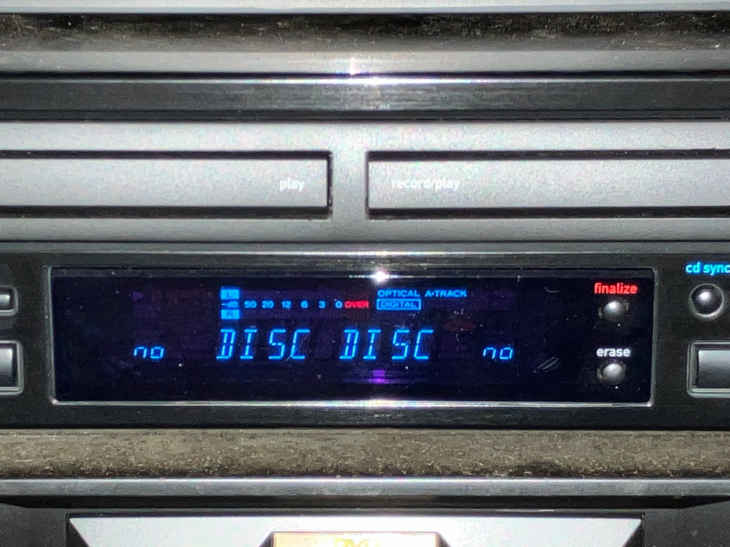 play record/play
cd sync
finalize
L OPTICAL A-TRACK
-dB 50 20 12 6 3 0 OVER DIGITAL
R
no DISC DISC no
erase